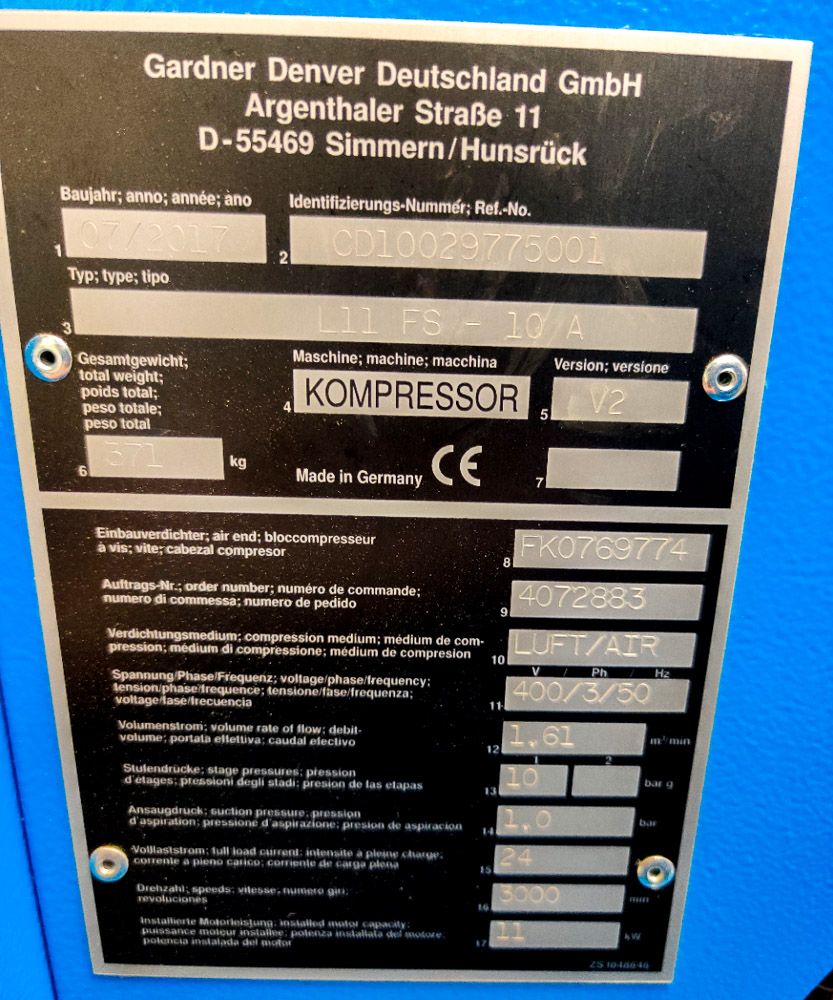 Gardner Denver Deutschland GmbH
Argenthaler Straße 11
D-55469 Simmern/Hunsrück
Baujahr; anno; année; àno
1 07/2017
Identifizierungs-Nummér; Ref.-No.
2 CD10029775001
Typ; type; tipo
3 L11 FS - 10 A
Gesamtgewicht;
total weight;
poids total;
peso totale;
peso total
6 371 kg
Maschine; machine; macchina
4 KOMPRESSOR
Version; versione
5 V2
Made in Germany CE
7
Einbauverdichter; air end; bloccompresseur
à vis; vite; cabezal compresor
8 FK0769774
Auftrags-Nr.; order number; numéro de commande;
numero di commessa; numero de pedido
9 4072883
Verdichtungsmedium; compression medium; médium de com-
pression; médium di compressione; médium de compresion
10 LUFT/AIR
Spannung/Phase/Frequenz; voltage/phase/frequency;
tension/phase/frequence; tensione/fase/frequenza;
voltage/fase/frecuencia
V / Ph / Hz
11 400/3/50
Volumenstrom; volume rate of flow; debit-
volume; portata effettiva; caudal efectivo
12 1,61 m³/min
Stufendrücke; stage pressures; pression
d'étages; pressioni degli stadi; presion de las etapas
1 2
13 10 bar g
Ansaugdruck; suction pressure; pression
d'aspiration; pressione d'aspirazione; presion de aspiracion
14 1,0 bar
Vollaststrom; full load current; intensité à pleine charge;
corrente a pieno carico; corriente de carga plena
15 24
Drehzahl; speeds; vitesse; numero giri;
revoluciones
16 3000
Installierte Motorleistung; installed motor capacity;
puissance moteur installee; potenza installata del motore;
potencia instalada del motor
17 11 kW
ZS1048646